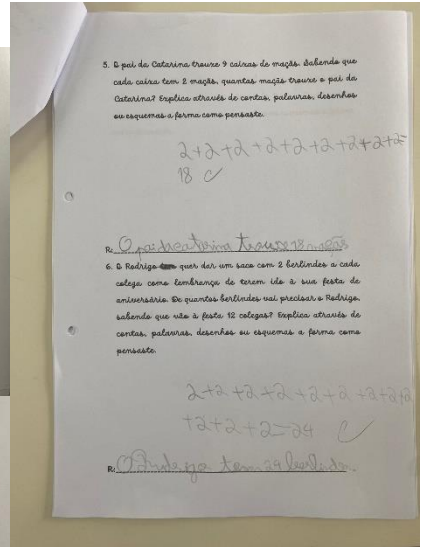 5. O pai da Catarina trouxe 9 caixas de maçãs. Sabendo que
cada caixa tem 2 maçãs, quantas maçãs trouxe o pai da
Catarina? Explica através de contas, palavras, desenhos
ou esquemas a forma como pensaste.
2+2+2+2+2+2+2+2+2=
18
R: O pai da catarina trouxe 18 maçãs
6. O Rodrigo quer dar um saco com 2 berlindes a cada
colega como lembrança de terem ido à sua festa de
aniversário. De quantos berlindes vai precisar o Rodrigo,
sabendo que vão à festa 12 colegas? Explica através de
contas, palavras, desenhos ou esquemas a forma como
pensaste.
2+2+2+2+2+2+2+2+2
+2+2+2=24
R: O tem 24